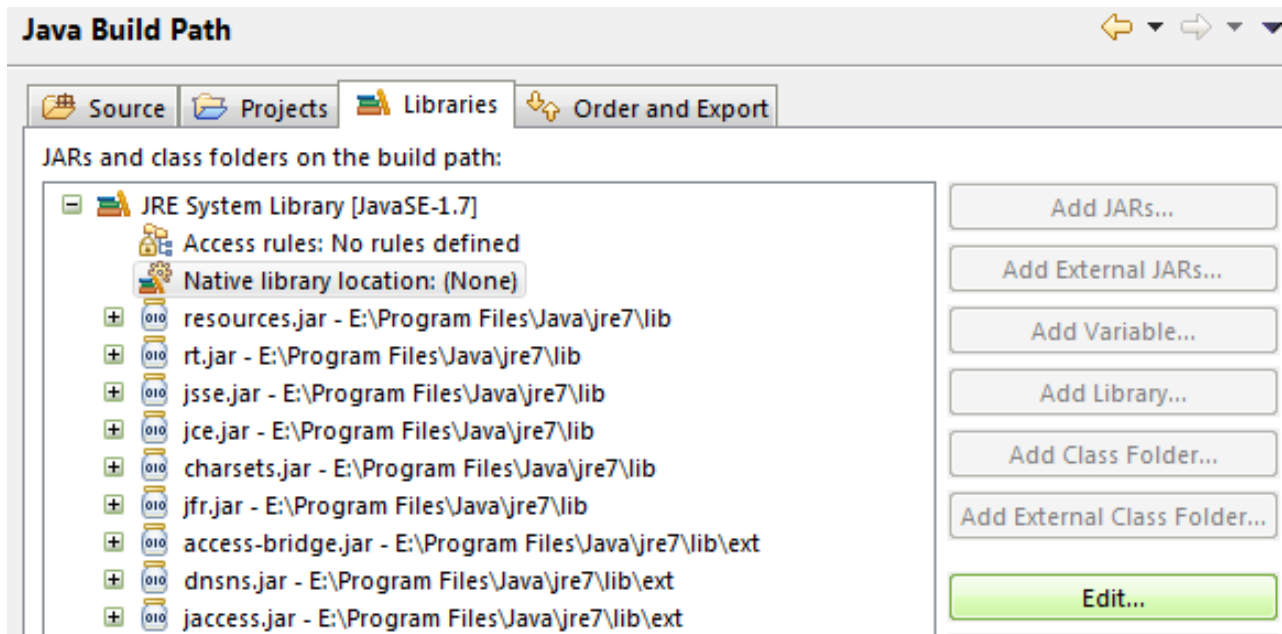 Java Build Path
Source Projects Libraries Order and Export
JARs and class folders on the build path:
JRE System Library [JavaSE-1.7]
Access rules: No rules defined
Native library location: (None)
resources.jar - E:\Program Files\Java\jre7\lib
rt.jar - E:\Program Files\Java\jre7\lib
jsse.jar - E:\Program Files\Java\jre7\lib
jce.jar - E:\Program Files\Java\jre7\lib
charsets.jar - E:\Program Files\Java\jre7\lib
jfr.jar - E:\Program Files\Java\jre7\lib
access-bridge.jar - E:\Program Files\Java\jre7\lib\ext
dnsns.jar - E:\Program Files\Java\jre7\lib\ext
jaccess.jar - E:\Program Files\Java\jre7\lib\ext
Add JARs...
Add External JARs...
Add Variable...
Add Library...
Add Class Folder...
Add External Class Folder...
Edit...